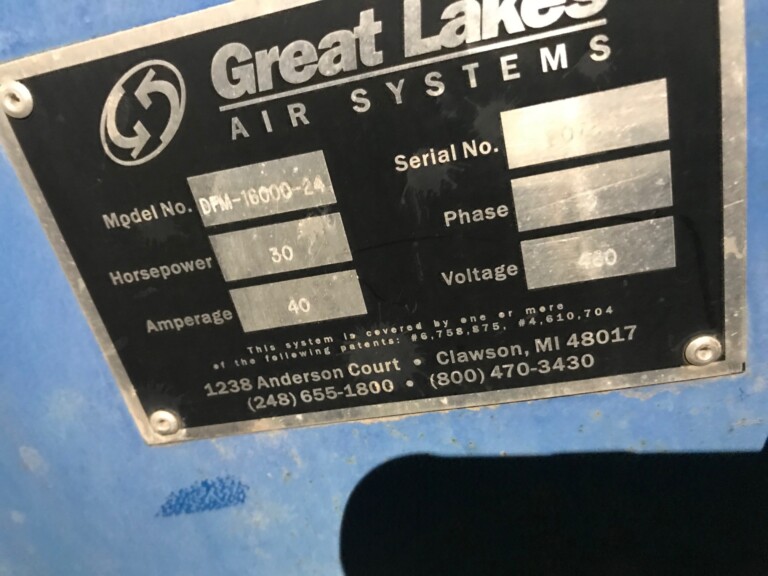 Great Lakes
AIR SYSTEMS
Serial No.
Model No. DPM-16000-24
Phase
Horsepower 30
Voltage 480
Amperage 40
This system is covered by one or more
of the following patents: #6,758,875, #4,610,704
1238 Anderson Court • Clawson, MI 48017
(248) 655-1800 • (800) 470-3430